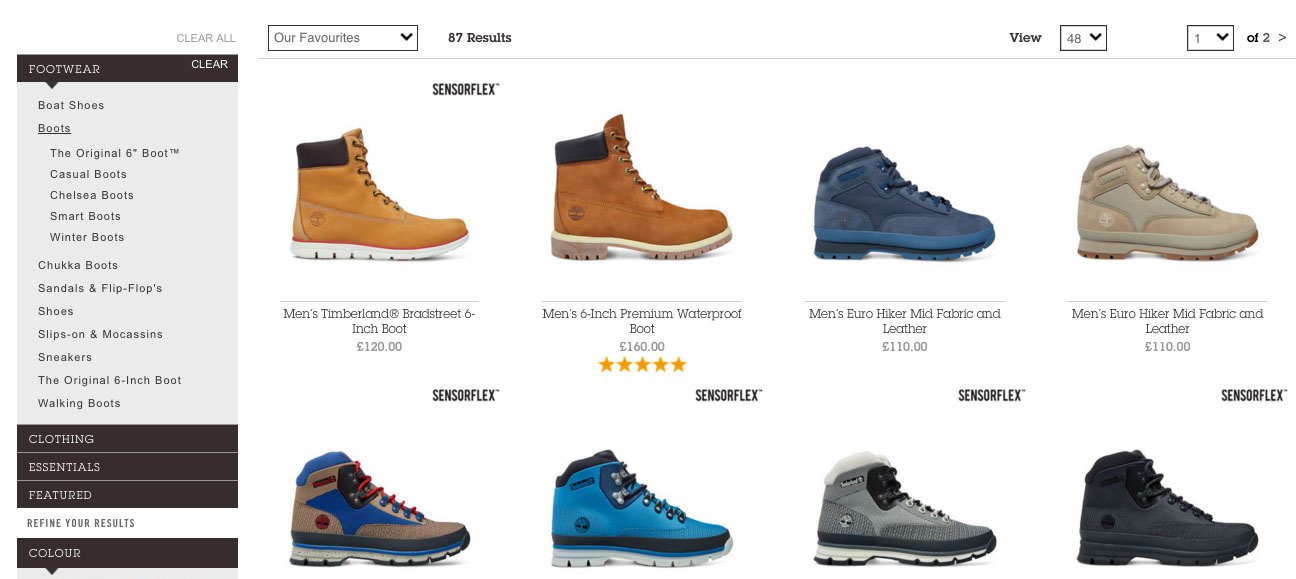 CLEAR ALL
Our Favourites
87 Results
View
48
1
of 2 >
FOOTWEAR
CLEAR
Boat Shoes
Boots
The Original 6" Boot™
Casual Boots
Chelsea Boots
Smart Boots
Winter Boots
Chukka Boots
Sandals & Flip-Flop's
Shoes
Slips-on & Mocassins
Sneakers
The Original 6-Inch Boot
Walking Boots
CLOTHING
ESSENTIALS
FEATURED
REFINE YOUR RESULTS
COLOUR
SENSORFLEX™
Men's Timberland® Bradstreet 6-
Inch Boot
£120.00
Men's 6-Inch Premium Waterproof
Boot
£160.00
Men's Euro Hiker Mid Fabric and
Leather
£110.00
Men's Euro Hiker Mid Fabric and
Leather
£110.00
SENSORFLEX™
SENSORFLEX™
SENSORFLEX™
SENSORFLEX™